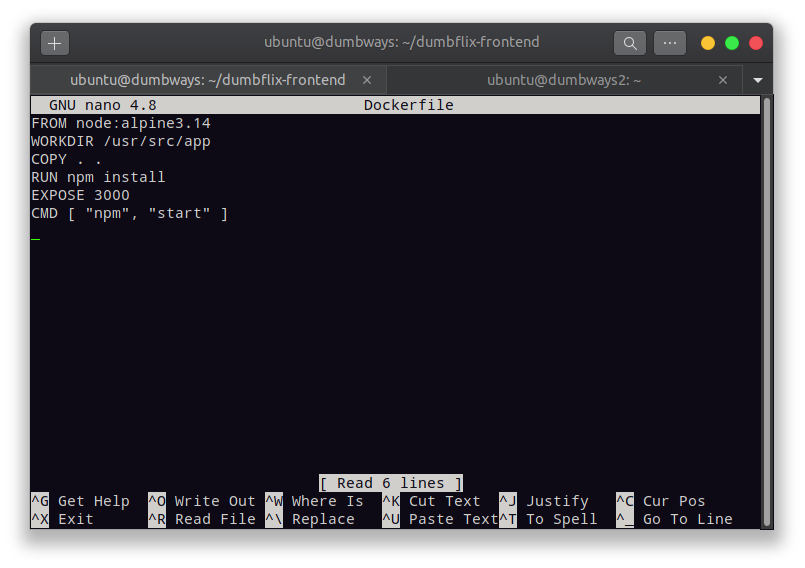 ubuntu@dumbways: ~/dumbflix-frontend
ubuntu@dumbways: ~/dumbflix-frontend × ubuntu@dumbways2: ~ ×
GNU nano 4.8 Dockerfile
FROM node:alpine3.14
WORKDIR /usr/src/app
COPY . .
RUN npm install
EXPOSE 3000
CMD [ "npm", "start" ]
[ Read 6 lines ]
^G Get Help ^O Write Out ^W Where Is ^K Cut Text ^J Justify ^C Cur Pos
^X Exit ^R Read File ^\ Replace ^U Paste Text ^T To Spell ^_ Go To Line